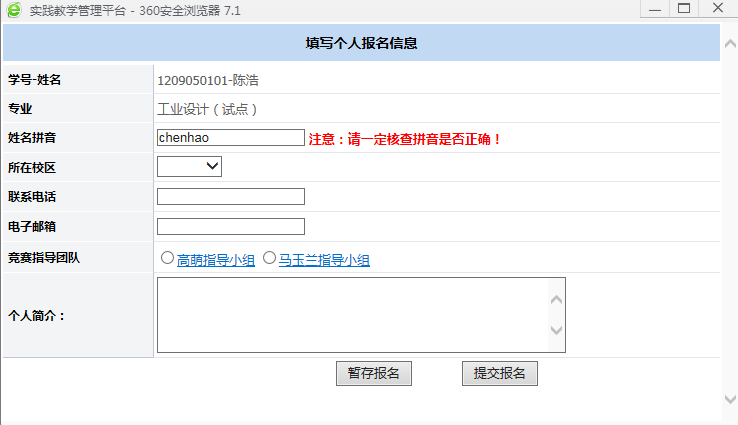 实践教学管理平台 - 360安全浏览器 7.1
填写个人报名信息
学号-姓名 1209050101-陈浩
专业 工业设计（试点）
姓名拼音 chenhao 注意：请一定核查拼音是否正确！
所在校区
联系电话
电子邮箱
竞赛指导团队 高萌指导小组 马玉兰指导小组
个人简介：
暂存报名 提交报名